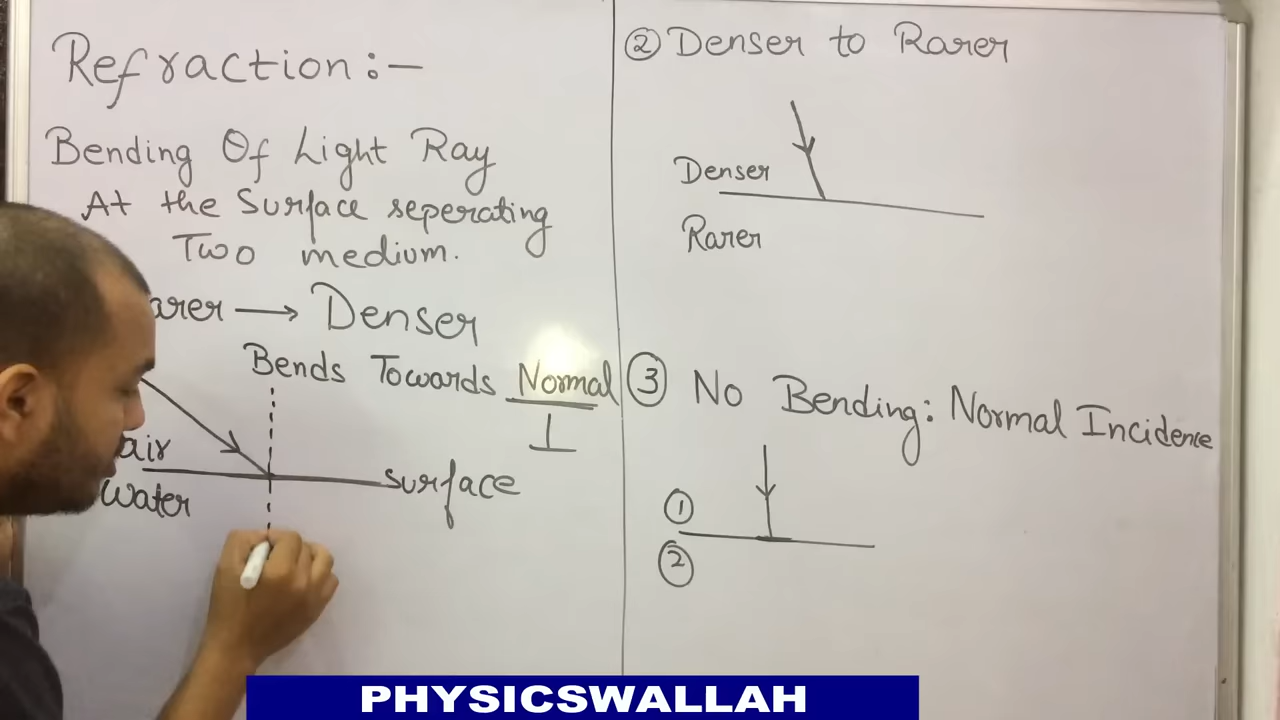 Refraction:-
Bending Of Light Ray
At the Surface seperating
Two medium.
arer → Denser
Bends Towards Normal
⊥
air
Water
surface
② Denser to Rarer
Denser
Rarer
③ No Bending: Normal Incidence
①
②
PHYSICSWALLAH